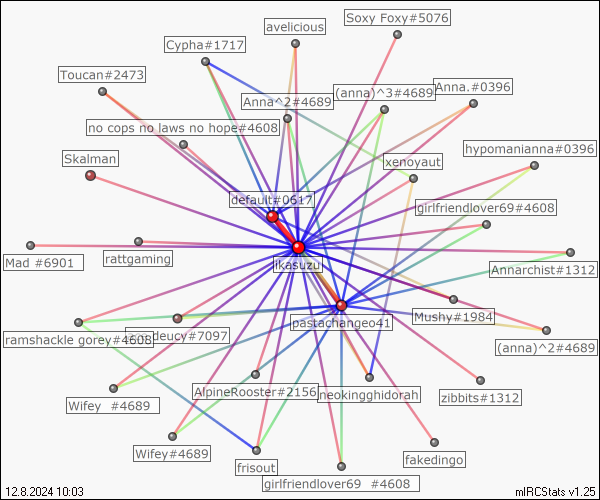 Soxy Foxy#5076
avelicious
Cypha#1717
Toucan#2473
Anna.#0396
(anna)^3#4689
Anna^2#4689
no cops no laws no hope#4608
hypomanianna#0396
Skalman
xenoyaut
default#0617
girlfriendlover69#4608
Mad #6901
rattgaming
ikasuzu
Annarchist#1312
Mushy#1984
pastachangeo41
ramshackle gorey#4608
deucy#7097
(anna)^2#4689
AlpineRooster#2156
neokingghidorah
zibbits#1312
Wifey #4689
Wifey#4689
frisout
fakedingo
girlfriendlover69 #4608
12.8.2024 10:03
mIRCStats v1.25